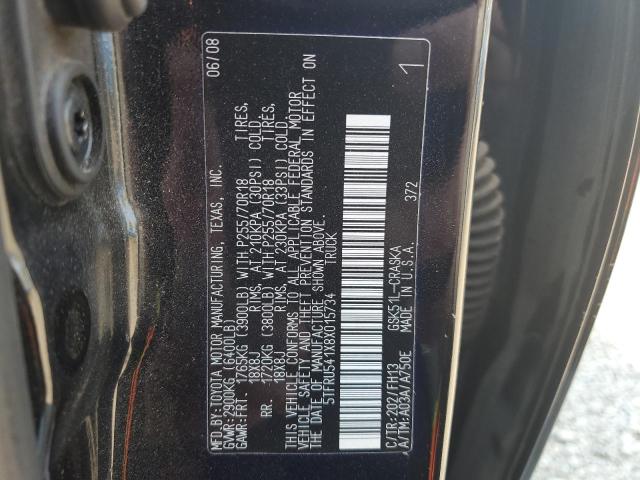 MFD.BY:TOYOTA MOTOR MANUFACTURING, TEXAS, INC. 06/08
GVWR:2900KG (6400LB)
GAWR:FRT. 1765KG (3900LB) WITH P255/70R18 TIRES,
18X8J RIMS, AT 210KPA (30PSI) COLD.
RR. 1720KG (3800LB) WITH P255/70R18 TIRES,
18X8J RIMS, AT 230KPA (33PSI) COLD.
THIS VEHICLE CONFORMS TO ALL APPLICABLE FEDERAL MOTOR
VEHICLE SAFETY AND THEFT PREVENTION STANDARDS IN EFFECT ON
THE DATE OF MANUFACTURE SHOWN ABOVE.
5TFRU541X8X015734 TRUCK
1
C/TR:202/FH13 GSK51L-CRASKA 372
A/TM:A03A/A750E MADE IN U.S.A.